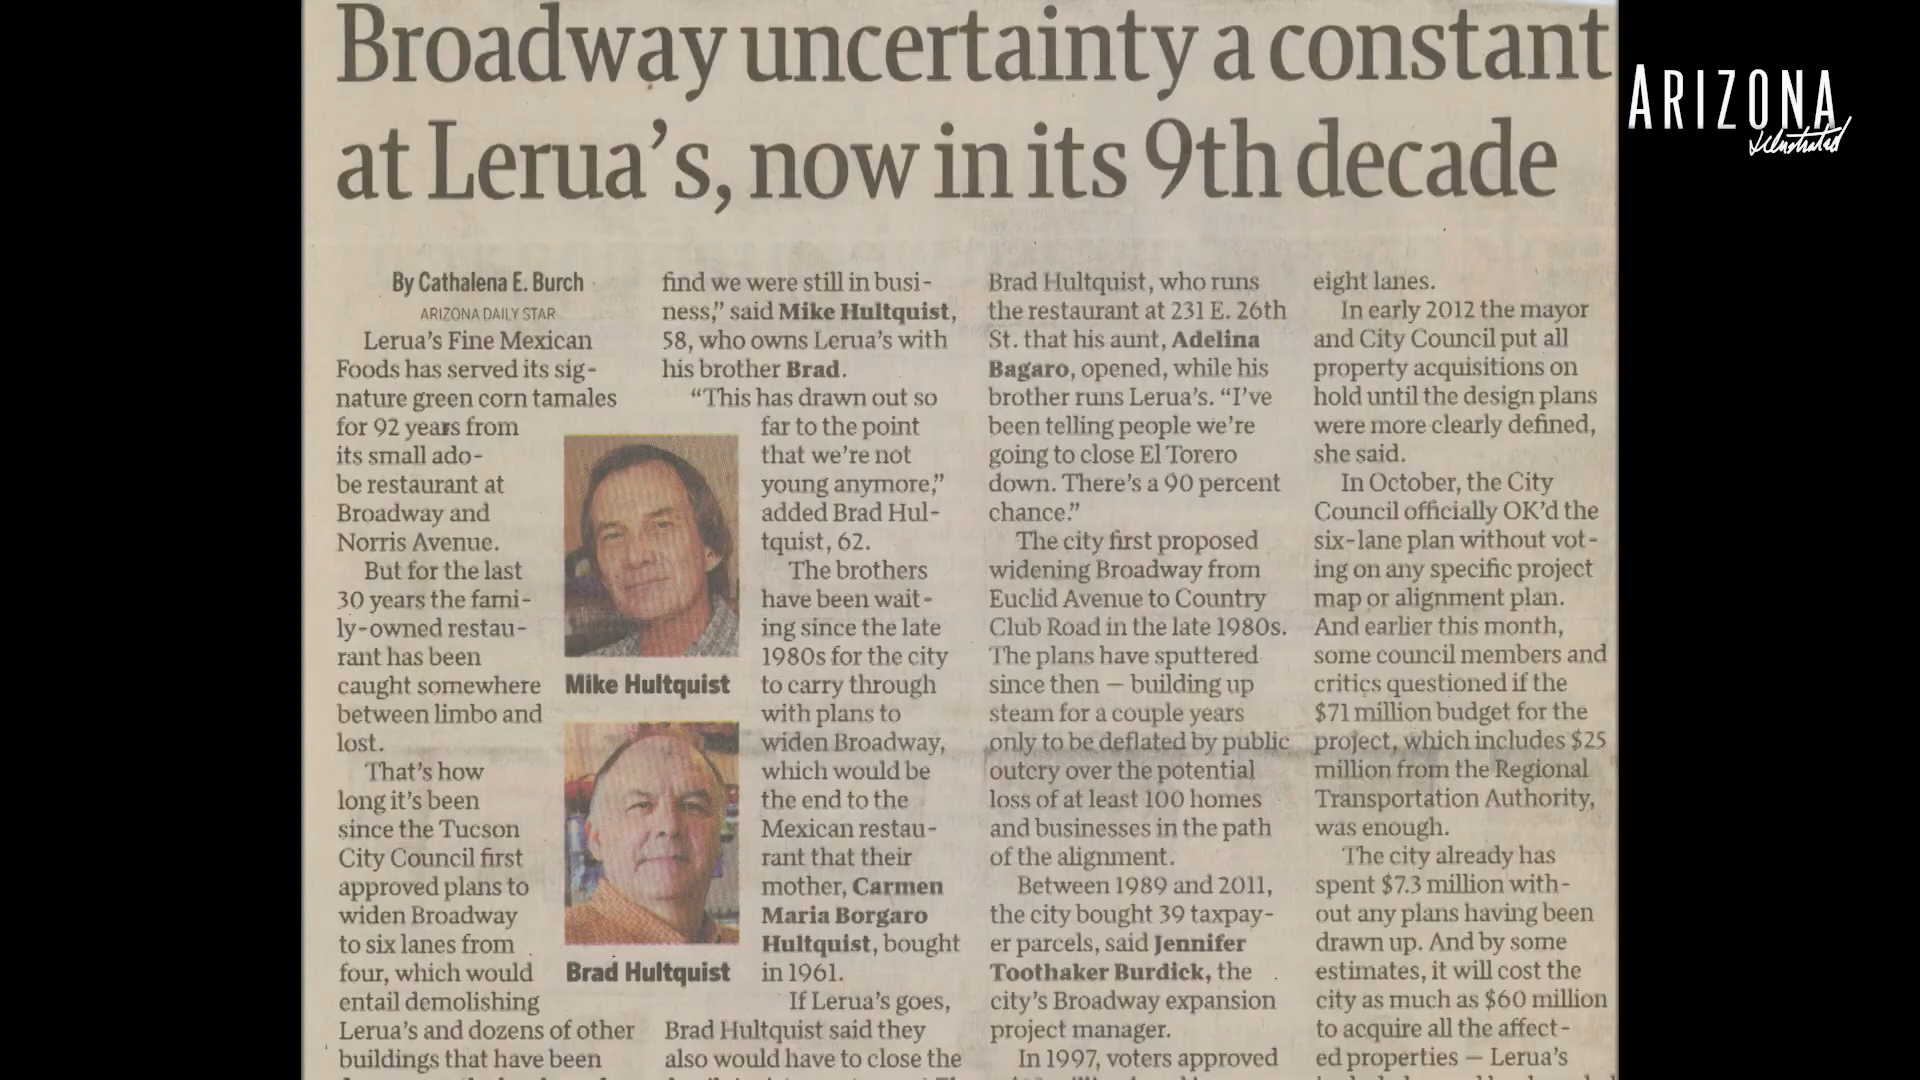 Broadway uncertainty a constant
at Lerua's, now in its 9th decade
ARIZONA
Illustrated
By Cathalena E. Burch
ARIZONA DAILY STAR
Lerua's Fine Mexican
Foods has served its sig-
nature green corn tamales
for 92 years from
its small ado-
be restaurant at
Broadway and
Norris Avenue.
But for the last
30 years the fami-
ly-owned restau-
rant has been
caught somewhere
between limbo and
lost.
That's how
long it's been
since the Tucson
City Council first
approved plans to
widen Broadway
to six lanes from
four, which would
entail demolishing
Lerua's and dozens of other
buildings that have been
Mike Hultquist
Brad Hultquist
find we were still in busi-
ness," said Mike Hultquist,
58, who owns Lerua's with
his brother Brad.
"This has drawn out so
far to the point
that we're not
young anymore,"
added Brad Hul-
tquist, 62.
The brothers
have been wait-
ing since the late
1980s for the city
to carry through
with plans to
widen Broadway,
which would be
the end to the
Mexican restau-
rant that their
mother, Carmen
Maria Borgaro
Hultquist, bought
in 1961.
If Lerua's goes,
Brad Hultquist said they
also would have to close the
Brad Hultquist, who runs
the restaurant at 231 E. 26th
St. that his aunt, Adelina
Bagaro, opened, while his
brother runs Lerua's. "I've
been telling people we're
going to close El Torero
down. There's a 90 percent
chance."
The city first proposed
widening Broadway from
Euclid Avenue to Country
Club Road in the late 1980s.
The plans have sputtered
since then — building up
steam for a couple years
only to be deflated by public
outcry over the potential
loss of at least 100 homes
and businesses in the path
of the alignment.
Between 1989 and 2011,
the city bought 39 taxpay-
er parcels, said Jennifer
Toothaker Burdick, the
city's Broadway expansion
project manager.
In 1997, voters approved
eight lanes.
In early 2012 the mayor
and City Council put all
property acquisitions on
hold until the design plans
were more clearly defined,
she said.
In October, the City
Council officially OK'd the
six-lane plan without vot-
ing on any specific project
map or alignment plan.
And earlier this month,
some council members and
critics questioned if the
$71 million budget for the
project, which includes $25
million from the Regional
Transportation Authority,
was enough.
The city already has
spent $7.3 million with-
out any plans having been
drawn up. And by some
estimates, it will cost the
city as much as $60 million
to acquire all the affect-
ed properties — Lerua's